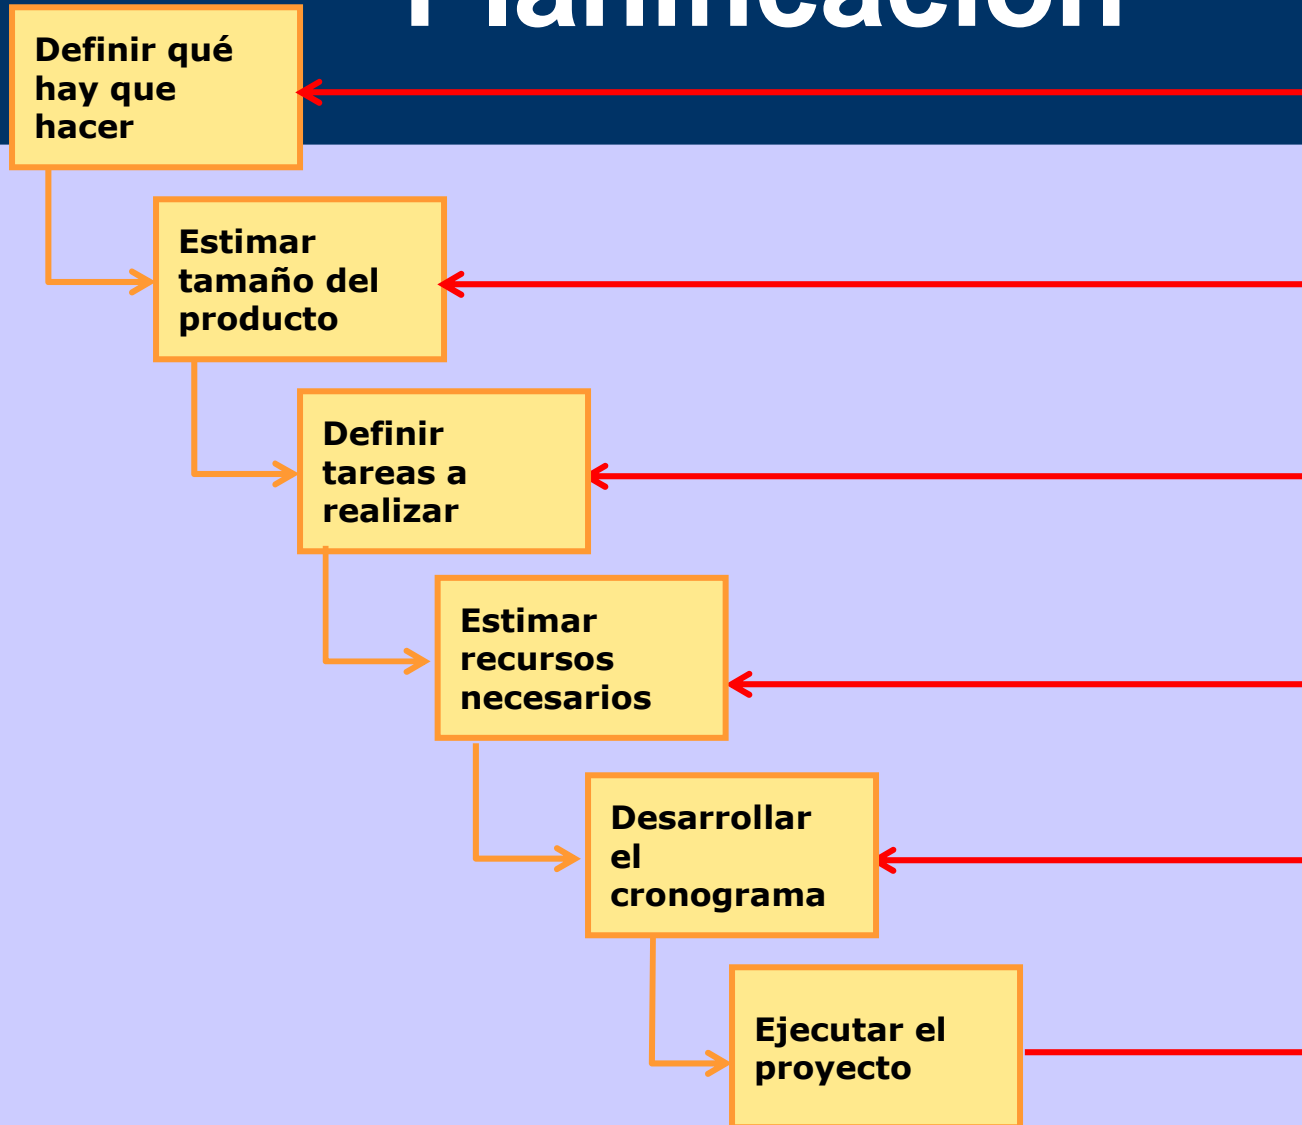 Planificación
Definir qué
hay que
hacer
Estimar
tamaño del
producto
Definir
tareas a
realizar
Estimar
recursos
necesarios
Desarrollar
el
cronograma
Ejecutar el
proyecto